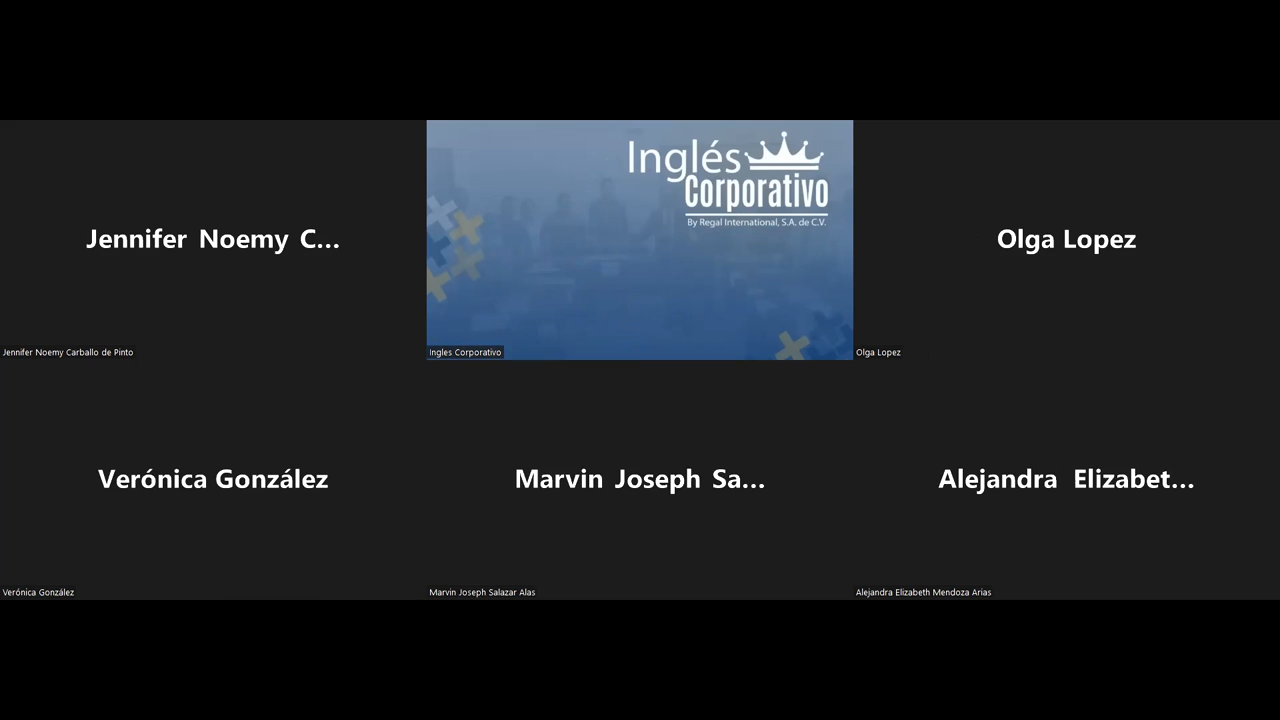 Jennifer Noemy C...
Jennifer Noemy Carballo de Pinto
Inglés
Corporativo
By Regal International, S.A. de C.V.
Ingles Corporativo
Olga Lopez
Olga Lopez
Verónica González
Verónica González
Marvin Joseph Sa...
Marvin Joseph Salazar Alas
Alejandra Elizabet...
Alejandra Elizabeth Mendoza Arias